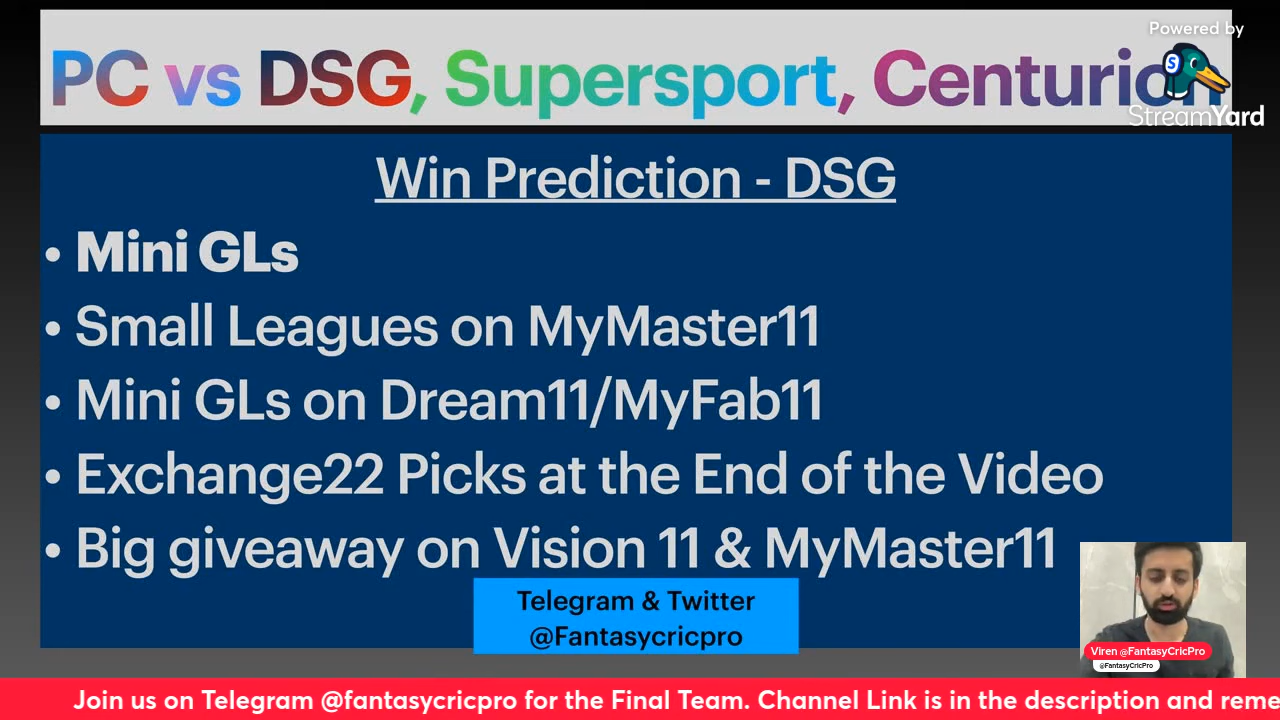 Powered by
StreamYard
PC vs DSG, Supersport, Centurion
Win Prediction - DSG
• Mini GLs
• Small Leagues on MyMaster11
• Mini GLs on Dream11/MyFab11
• Exchange22 Picks at the End of the Video
• Big giveaway on Vision 11 & MyMaster11
Telegram & Twitter
@Fantasycricpro
Viren @FantasyCricPro
@FantasyCricPro
Join us on Telegram @fantasycricpro for the Final Team. Channel Link is in the description and reme